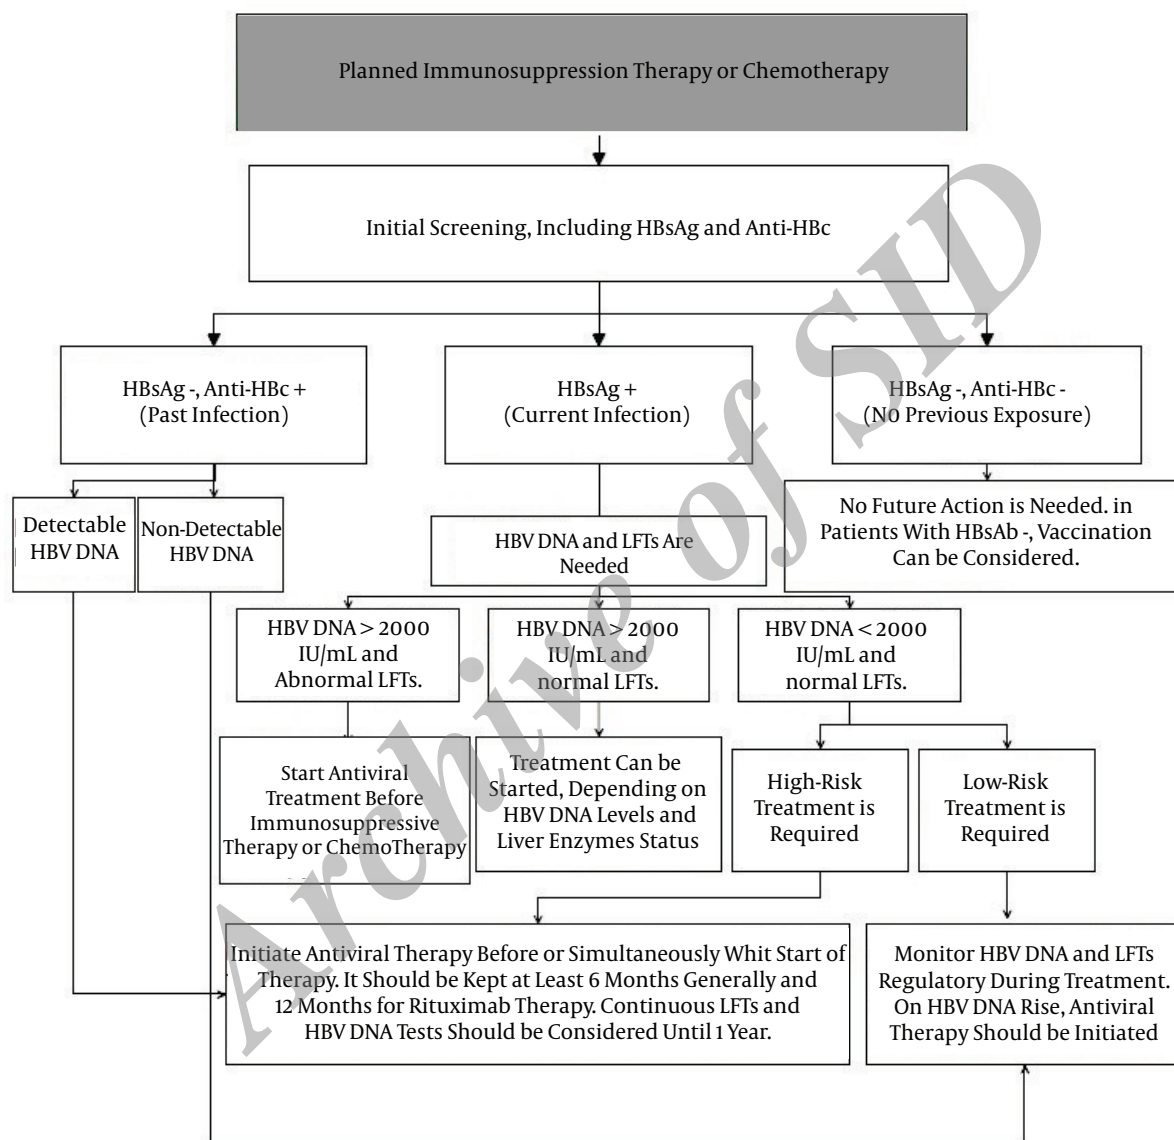 Planned Immunosuppression Therapy or Chemotherapy
Initial Screening, Including HBsAg and Anti-HBc
HBsAg -, Anti-HBc +
(Past Infection)
HBsAg +
(Current Infection)
HBsAg -, Anti-HBc -
(No Previous Exposure)
Detectable
HBV DNA
Non-Detectable
HBV DNA
HBV DNA and LFTs Are
Needed
No Future Action is Needed. in
Patients With HBsAb -, Vaccination
Can be Considered.
HBV DNA > 2000
IU/mL and
Abnormal LFTs.
HBV DNA > 2000
IU/mL and
normal LFTs.
HBV DNA < 2000
IU/mL and
normal LFTs.
Start Antiviral
Treatment Before
Immunosuppressive
Therapy or ChemoTherapy
Treatment Can be
Started, Depending on
HBV DNA Levels and
Liver Enzymes Status
High-Risk
Treatment is
Required
Low-Risk
Treatment is
Required
Initiate Antiviral Therapy Before or Simultaneously Whit Start of
Therapy. It Should be Kept at Least 6 Months Generally and
12 Months for Rituximab Therapy. Continuous LFTs and
HBV DNA Tests Should be Considered Until 1 Year.
Monitor HBV DNA and LFTs
Regulatory During Treatment.
On HBV DNA Rise, Antiviral
Therapy Should be Initiated
Archive of SID